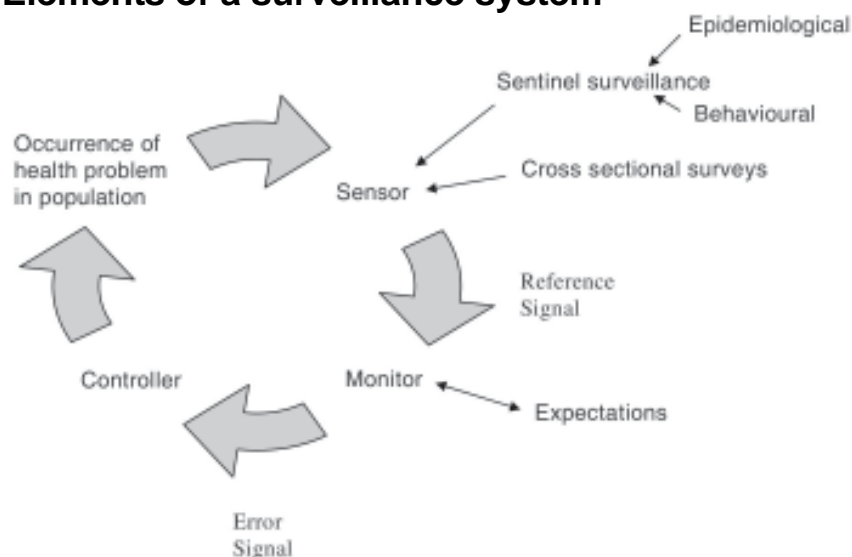 Elements of a surveillance system
Epidemiological
Sentinel surveillance
Behavioural
Occurrence of
health problem
in population
Cross sectional surveys
Sensor
Reference
Signal
Controller
Monitor
Expectations
Error
Signal